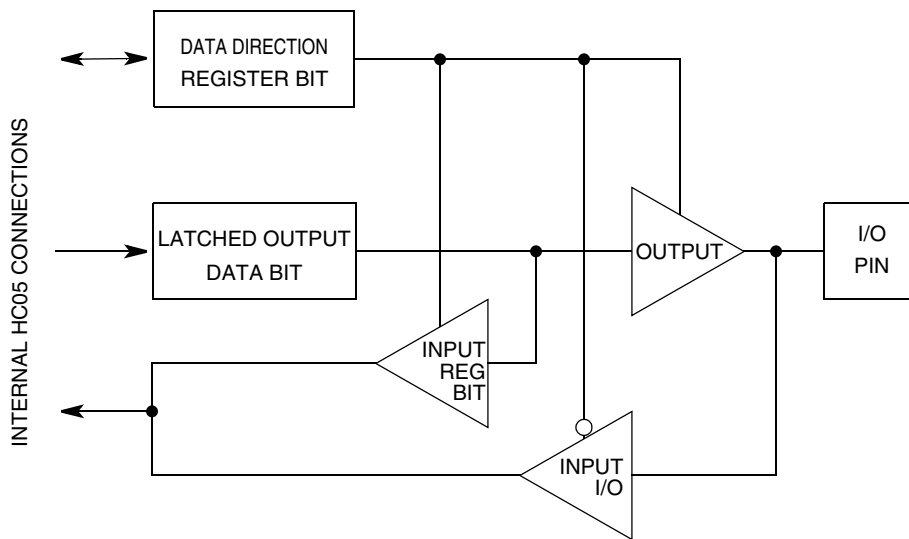 INTERNAL HC05 CONNECTIONS
DATA DIRECTION
REGISTER BIT
LATCHED OUTPUT
DATA BIT
OUTPUT
I/O
PIN
INPUT
REG
BIT
INPUT
I/O